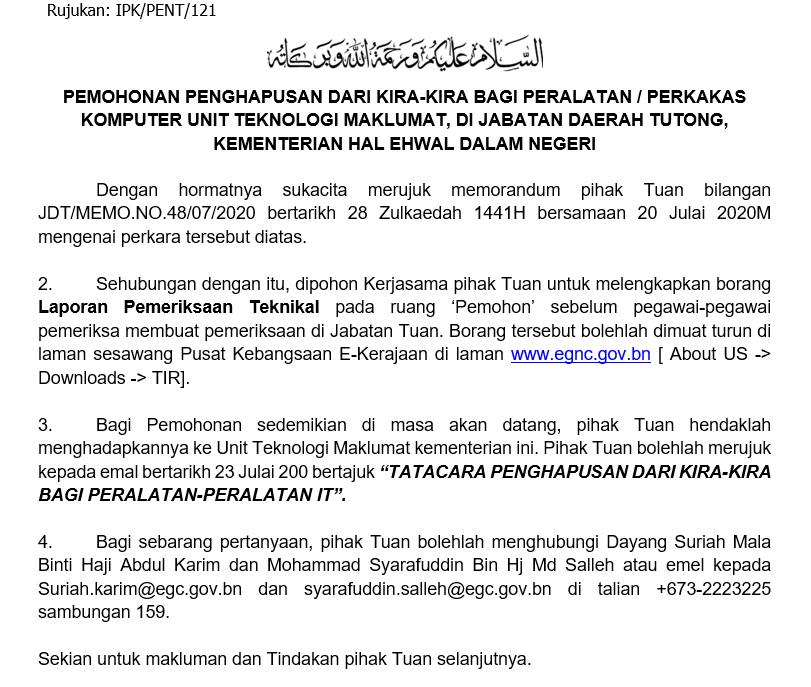 Rujukan: IPK/PENT/121
السلام عليكم ورحمة الله وبركاته
PEMOHONAN PENGHAPUSAN DARI KIRA-KIRA BAGI PERALATAN / PERKAKAS
KOMPUTER UNIT TEKNOLOGI MAKLUMAT, DI JABATAN DAERAH TUTONG,
KEMENTERIAN HAL EHWAL DALAM NEGERI
Dengan hormatnya sukacita merujuk memorandum pihak Tuan bilangan
JDT/MEMO.NO.48/07/2020 bertarikh 28 Zulkaedah 1441H bersamaan 20 Julai 2020M
mengenai perkara tersebut diatas.
2. Sehubungan dengan itu, dipohon Kerjasama pihak Tuan untuk melengkapkan borang
Laporan Pemeriksaan Teknikal pada ruang ‘Pemohon’ sebelum pegawai-pegawai
pemeriksa membuat pemeriksaan di Jabatan Tuan. Borang tersebut bolehlah dimuat turun di
laman sesawang Pusat Kebangsaan E-Kerajaan di laman www.egnc.gov.bn [ About US ->
Downloads -> TIR].
3. Bagi Pemohonan sedemikian di masa akan datang, pihak Tuan hendaklah
menghadapkannya ke Unit Teknologi Maklumat kementerian ini. Pihak Tuan bolehlah merujuk
kepada emal bertarikh 23 Julai 200 bertajuk “TATACARA PENGHAPUSAN DARI KIRA-KIRA
BAGI PERALATAN-PERALATAN IT”.
4. Bagi sebarang pertanyaan, pihak Tuan bolehlah menghubungi Dayang Suriah Mala
Binti Haji Abdul Karim dan Mohammad Syarafuddin Bin Hj Md Salleh atau emel kepada
Suriah.karim@egc.gov.bn dan syarafuddin.salleh@egc.gov.bn di talian +673-2223225
sambungan 159.
Sekian untuk makluman dan Tindakan pihak Tuan selanjutnya.